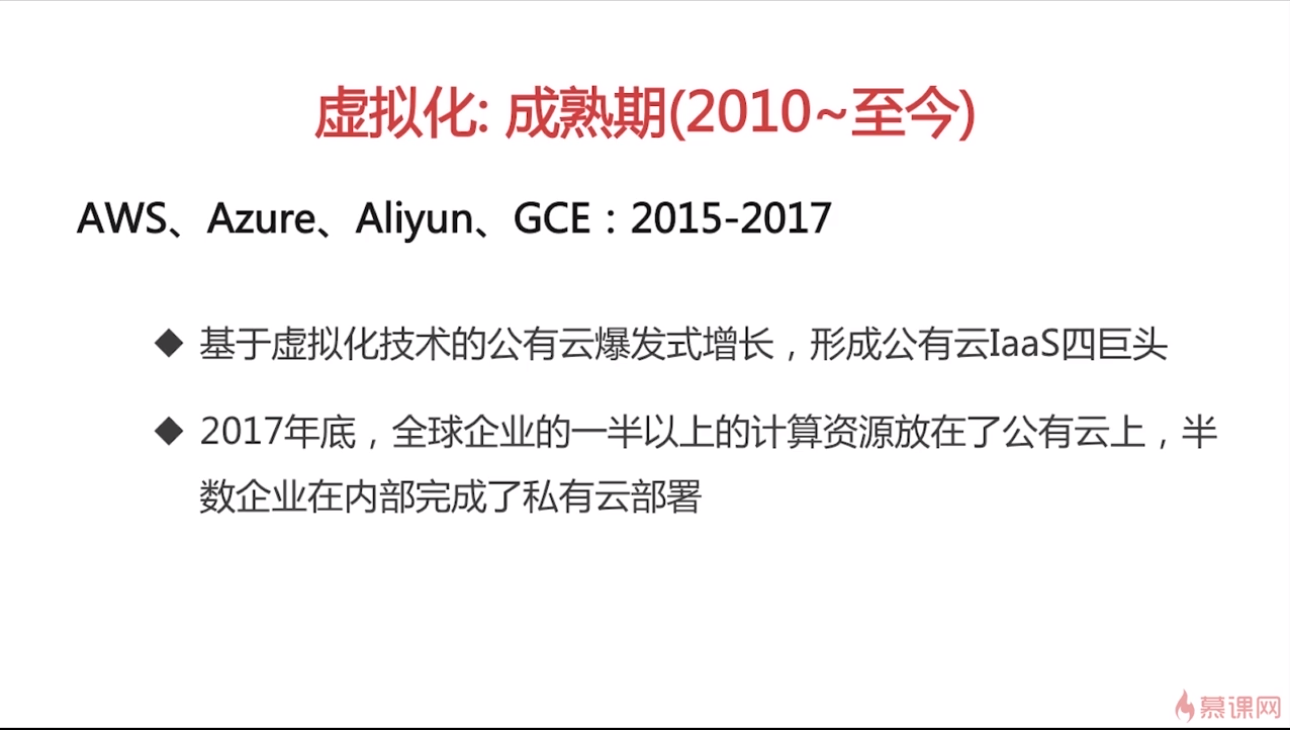 虚拟化: 成熟期(2010~至今)
AWS、Azure、Aliyun、GCE：2015-2017
◆ 基于虚拟化技术的公有云爆发式增长，形成公有云IaaS四巨头
◆ 2017年底，全球企业的一半以上的计算资源放在了公有云上，半
数企业在内部完成了私有云部署
慕课网